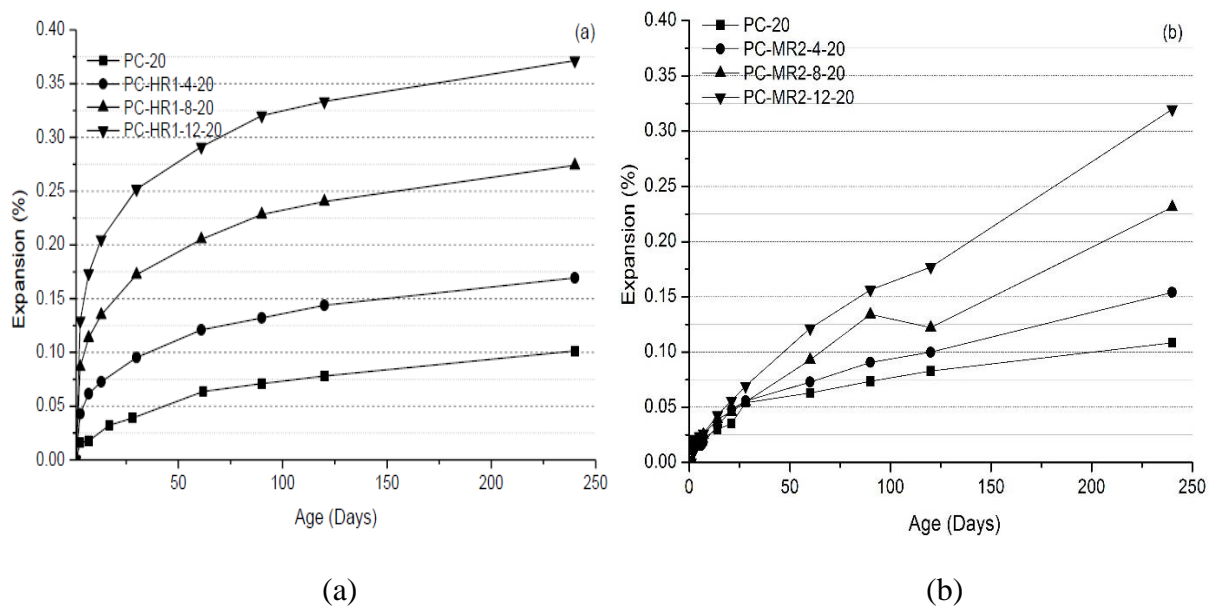 (a)
PC-20
PC-HR1-4-20
PC-HR1-8-20
PC-HR1-12-20
0.40
0.35
0.30
0.25
0.20
0.15
0.10
0.05
0.00
Expansion (%)
50
100
150
200
250
Age (Days)
(b)
PC-20
PC-MR2-4-20
PC-MR2-8-20
PC-MR2-12-20
0.40
0.35
0.30
0.25
0.20
0.15
0.10
0.05
0.00
Expansion (%)
0
50
100
150
200
250
Age (Days)
(a)
(b)